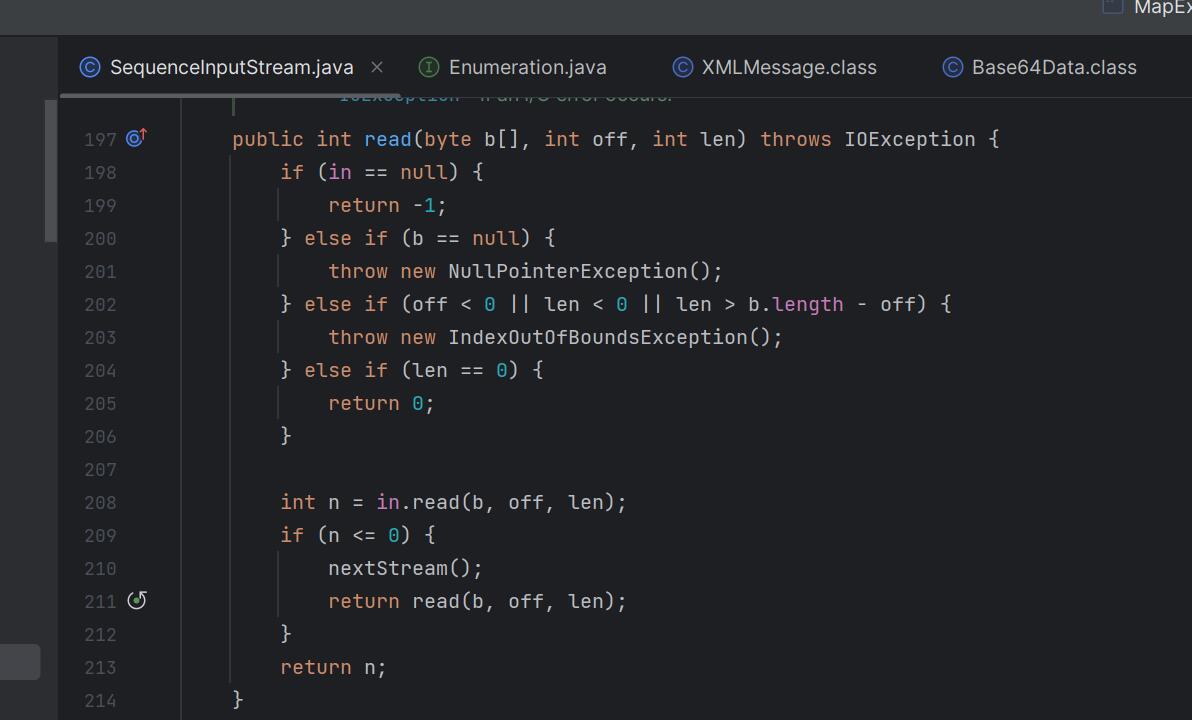 MapEx
SequenceInputStream.java
Enumeration.java
XMLMessage.class
Base64Data.class
IOException
197 public int read(byte b[], int off, int len) throws IOException {
198 if (in == null) {
199 return -1;
200 } else if (b == null) {
201 throw new NullPointerException();
202 } else if (off < 0 || len < 0 || len > b.length - off) {
203 throw new IndexOutOfBoundsException();
204 } else if (len == 0) {
205 return 0;
206 }
207
208 int n = in.read(b, off, len);
209 if (n <= 0) {
210 nextStream();
211 return read(b, off, len);
212 }
213 return n;
214 }